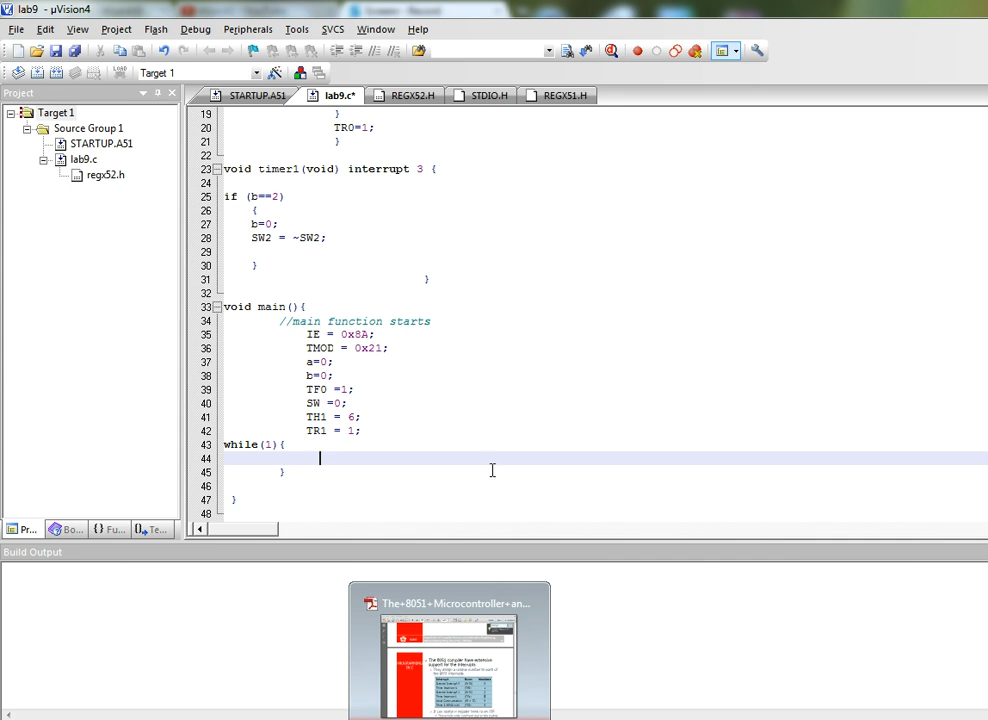 lab9 - µVision4
File Edit View Project Flash Debug Peripherals Tools SVCS Window Help
LOAD Target 1
Project
STARTUP.A51 lab9.c* REGX52.H STDIO.H REGX51.H
Target 1
Source Group 1
STARTUP.A51
lab9.c
regx52.h
19 }
20 TR0=1;
21 }
22
23 void timer1(void) interrupt 3 {
24
25 if (b==2)
26 {
27 b=0;
28 SW2 = ~SW2;
29
30 }
31 }
32
33 void main(){
34 //main function starts
35 IE = 0x8A;
36 TMOD = 0x21;
37 a=0;
38 b=0;
39 TF0 =1;
40 SW =0;
41 TH1 = 6;
42 TR1 = 1;
43 while(1){
44
45 }
46
47 }
48
Pr... Bo... {} Fu... Te...
Build Output
The+8051+Microcontroller+an...